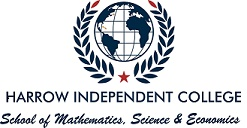 HARROW INDEPENDENT COLLEGE
School of Mathematics, Science & Economics